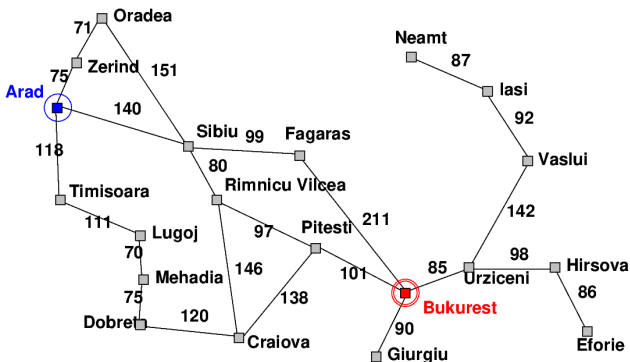 Oradea
71
Neamt
87
Zerind
75
151
Iasi
Arad
140
92
118
Sibiu
99
Fagaras
Vaslui
80
Timisoara
Rimnicu Vilcea
111
211
142
Lugoj
97
Pitesti
70
98
146
101
85
Hirsova
Mehadia
Urziceni
75
138
86
Bukurest
120
Dobreta
90
Craiova
Eforie
Giurgiu